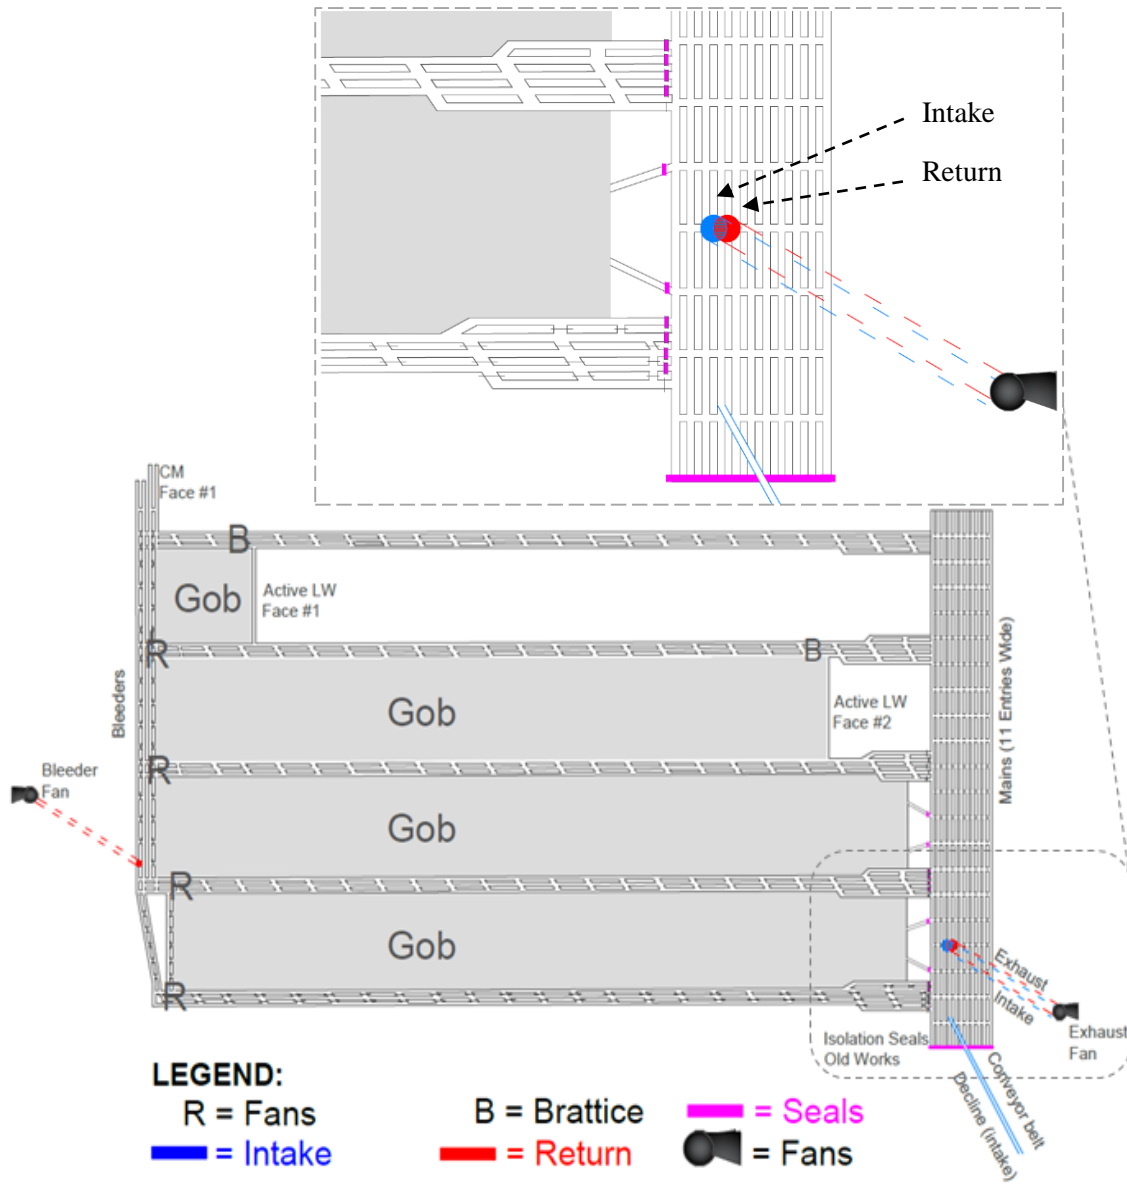 Intake
Return
CM
Face #1
B
Gob
Active LW
Face #1
R
B
Gob
Active LW
Face #2
Bleeders
Mains (11 Entries Wide)
R
Bleeder
Fan
Gob
R
Gob
Exhaust
Intake
R
Exhaust
Fan
Isolation Seals
Old Works
Conveyor belt
Decline (intake)
LEGEND:
R = Fans
B = Brattice
= Seals
= Intake
= Return
= Fans